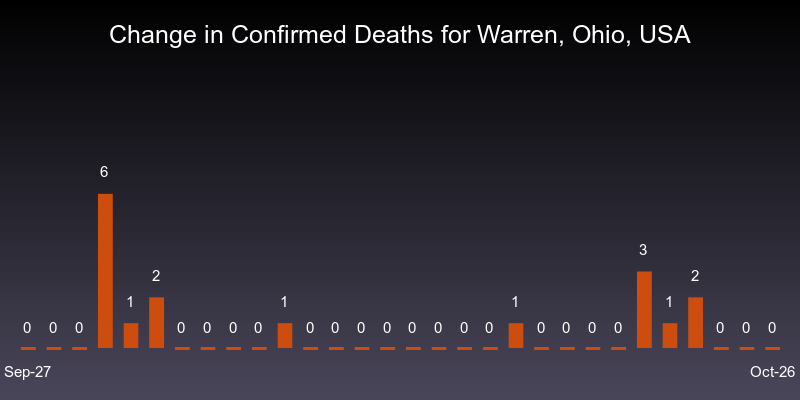 Change in Confirmed Deaths for Warren, Ohio, USA
6
3
2 2
1 1 1 1
0 0 0 0 0 0 0 0 0 0 0 0 0 0 0 0 0 0 0 0 0 0
Sep-27 Oct-26